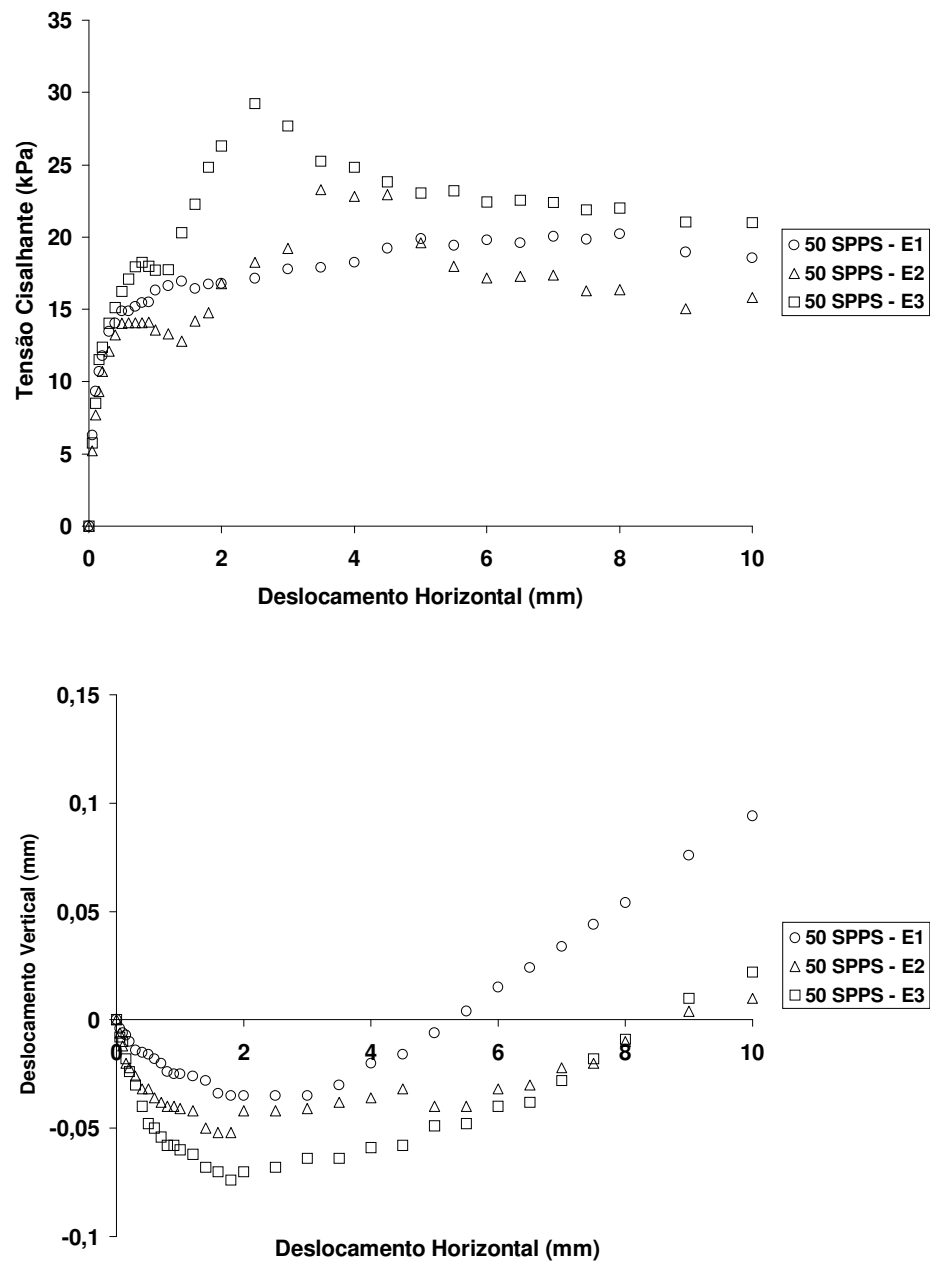 35
30
25
20
15
10
5
0
Tensão Cisalhante (kPa)
0 2 4 6 8 10
Deslocamento Horizontal (mm)
50 SPPS - E1
50 SPPS - E2
50 SPPS - E3
0,15
0,1
0,05
0
-0,05
-0,1
Deslocamento Vertical (mm)
0 2 4 6 8 10
Deslocamento Horizontal (mm)
50 SPPS - E1
50 SPPS - E2
50 SPPS - E3